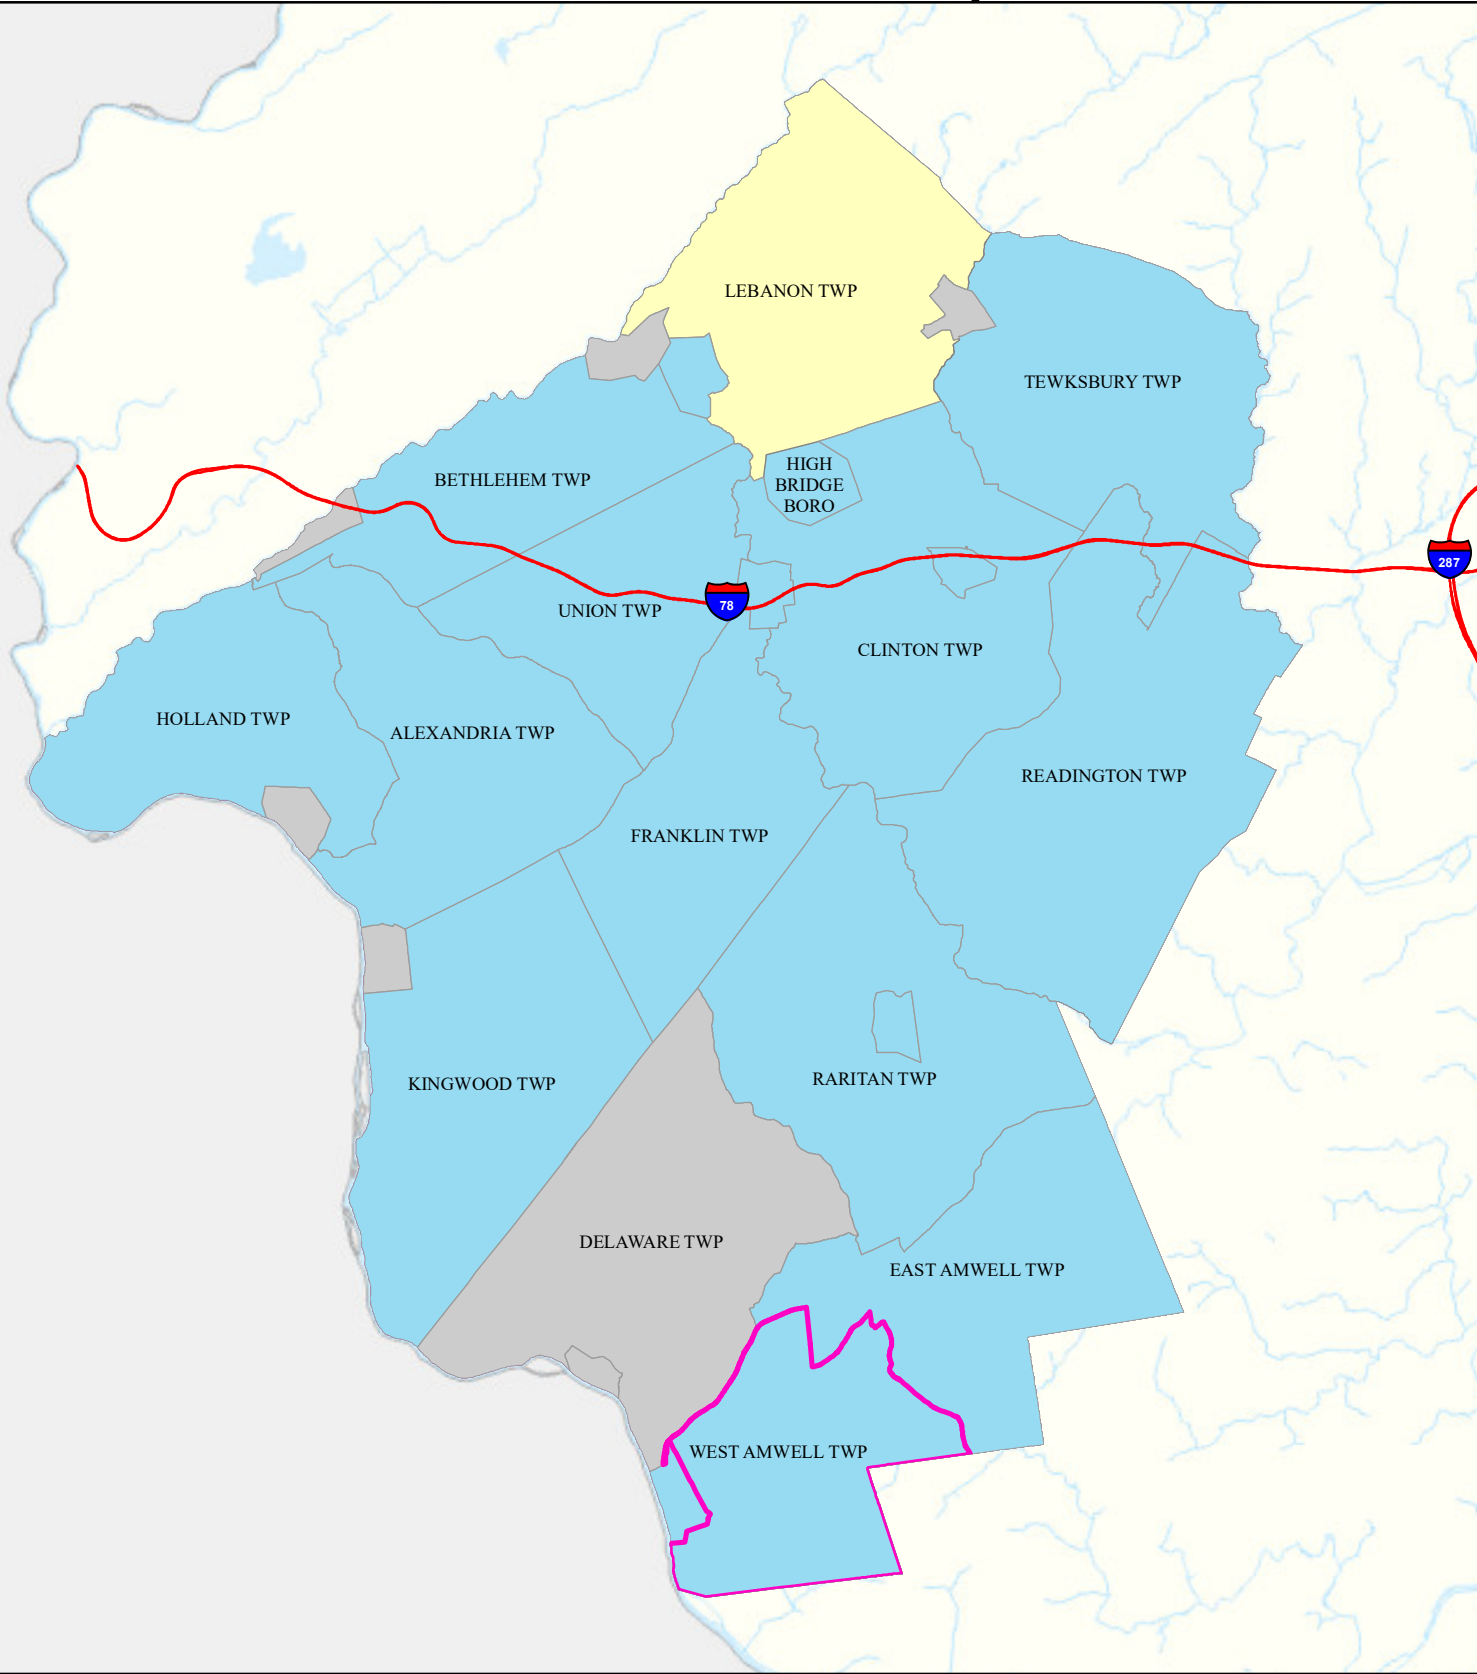 LEBANON TWP
TEWKSBURY TWP
HIGH
BRIDGE
BORO
BETHLEHEM TWP
287
78
UNION TWP
CLINTON TWP
HOLLAND TWP
ALEXANDRIA TWP
READINGTON TWP
FRANKLIN TWP
RARITAN TWP
KINGWOOD TWP
DELAWARE TWP
EAST AMWELL TWP
WEST AMWELL TWP